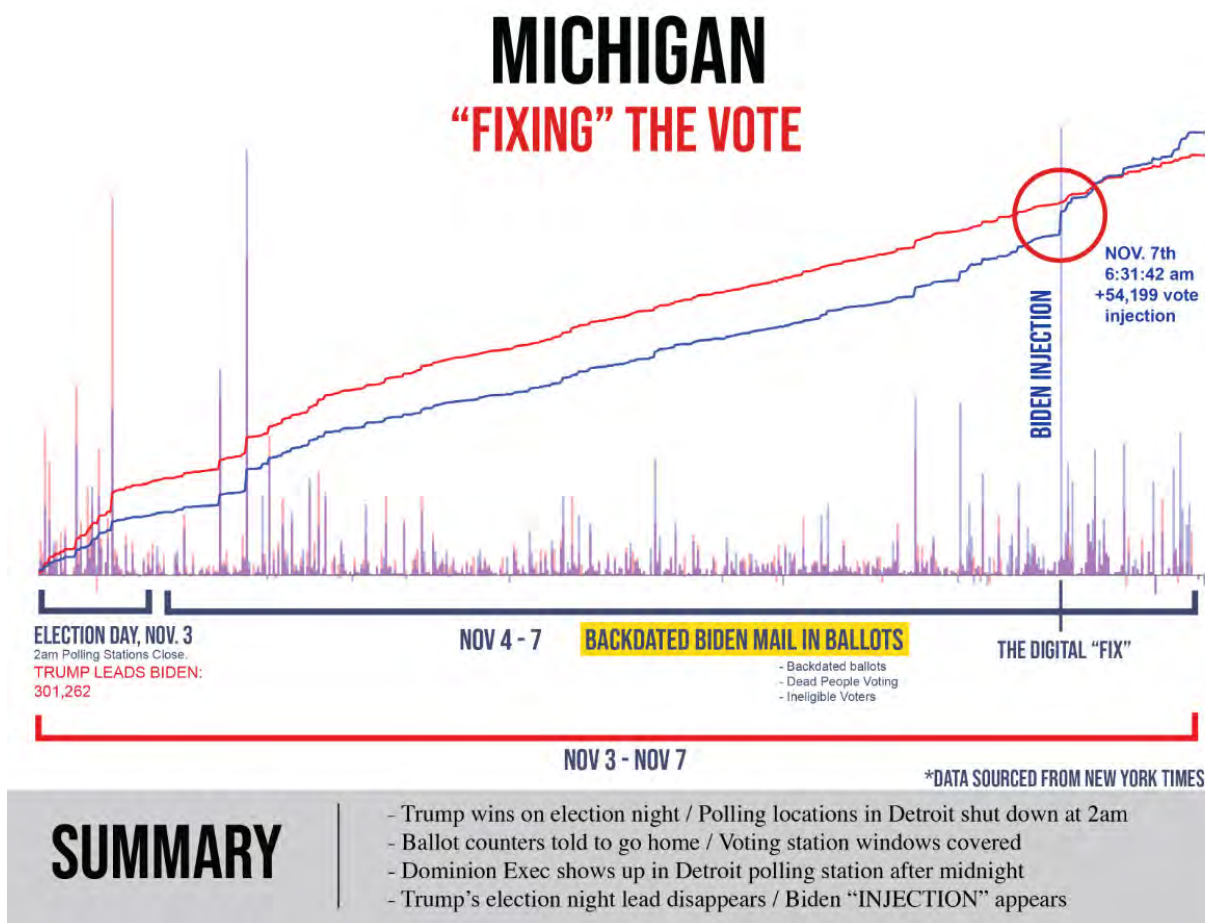 MICHIGAN
“FIXING” THE VOTE
NOV. 7th
6:31:42 am
+54,199 vote
injection
BIDEN INJECTION
ELECTION DAY, NOV. 3
2am Polling Stations Close.
TRUMP LEADS BIDEN:
301,262
NOV 4 - 7
BACKDATED BIDEN MAIL IN BALLOTS
- Backdated ballots
- Dead People Voting
- Ineligible Voters
THE DIGITAL “FIX”
NOV 3 - NOV 7
*DATA SOURCED FROM NEW YORK TIMES
SUMMARY
- Trump wins on election night / Polling locations in Detroit shut down at 2am
- Ballot counters told to go home / Voting station windows covered
- Dominion Exec shows up in Detroit polling station after midnight
- Trump’s election night lead disappears / Biden “INJECTION” appears